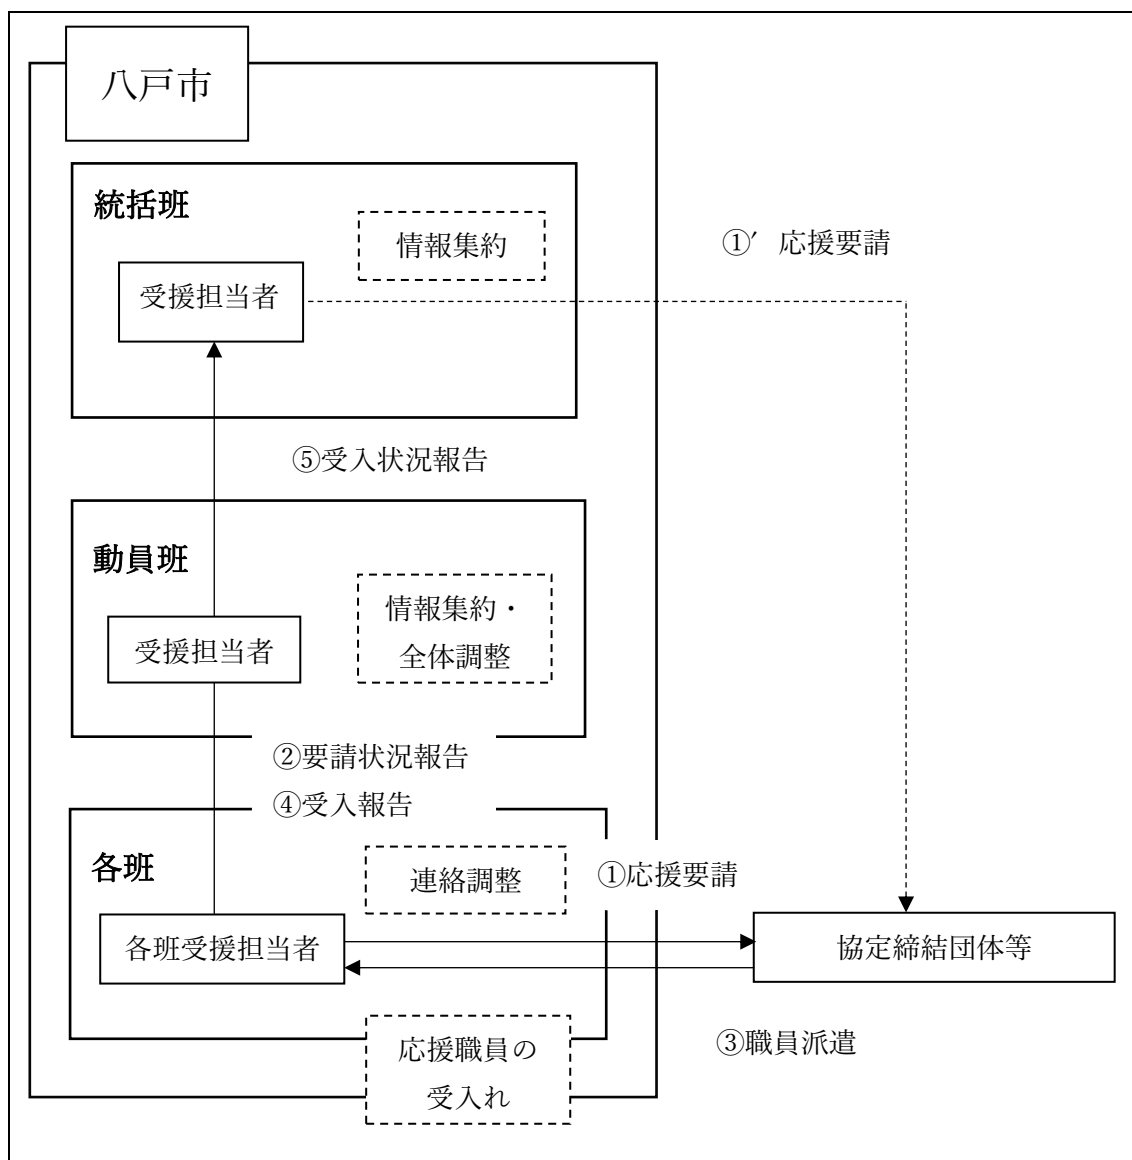 八戸市
統括班
情報集約
①′ 応援要請
受援担当者
⑤受入状況報告
動員班
情報集約・
全体調整
受援担当者
②要請状況報告
④受入報告
各班
連絡調整
①応援要請
各班受援担当者
協定締結団体等
③職員派遣
応援職員の
受入れ